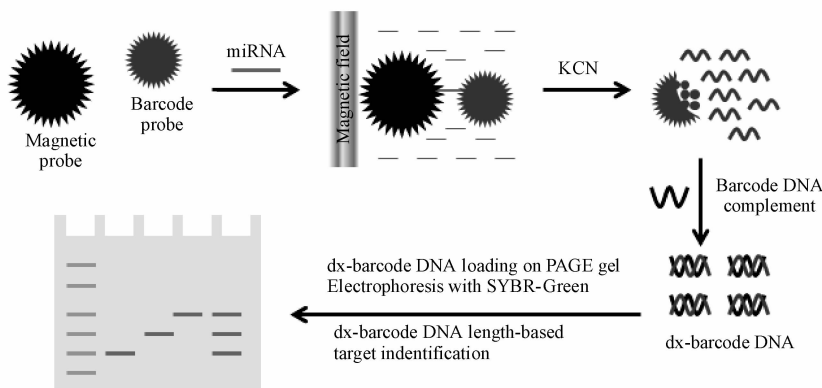 miRNA
Magnetic
probe
Barcode
probe
Magnetic field
KCN
Barcode DNA
complement
dx-barcode DNA
dx-barcode DNA loading on PAGE gel
Electrophoresis with SYBR-Green
dx-barcode DNA length-based
target indentification